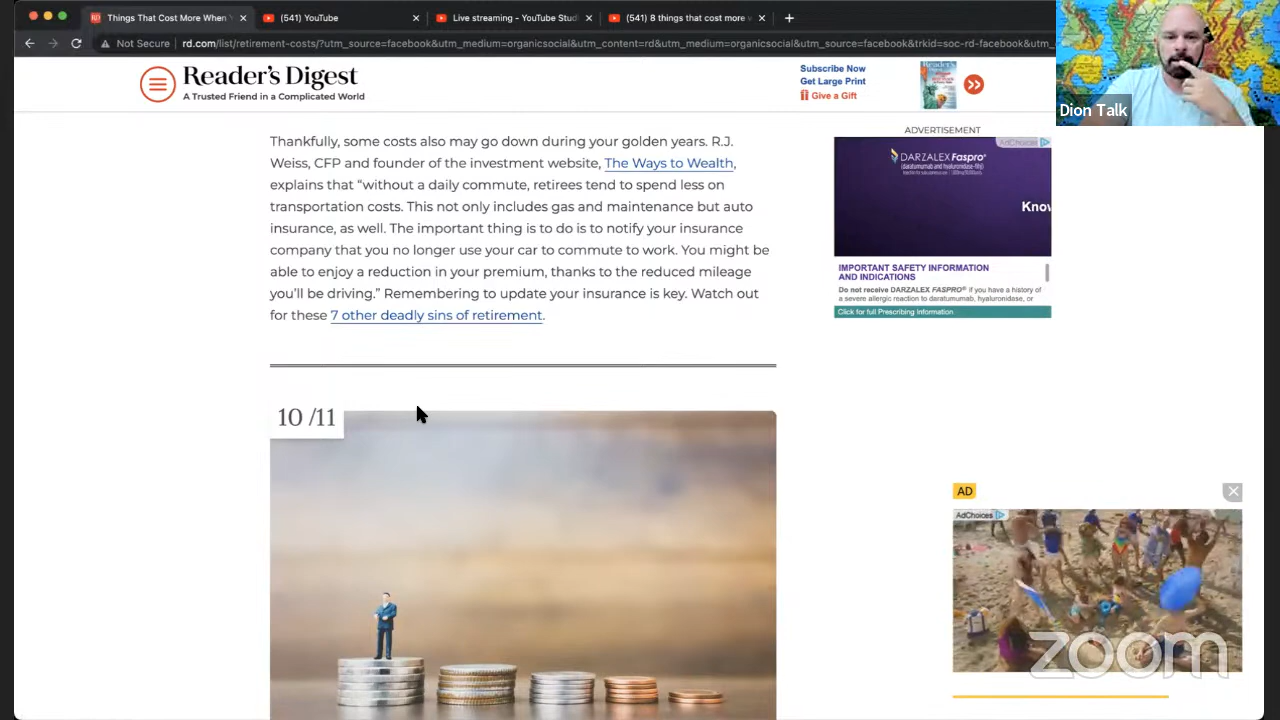 Things That Cost More When
(541) YouTube
Live streaming - YouTube Stud
(541) 8 things that cost more v
Not Secure
rd.com/list/retirement-costs/?utm_source=facebook&utm_medium=organicsocial&utm_content=rd&utm_medium=organicsocial&utm_source=facebook&trkid=soc-rd-facebook&utm_
Dion Talk
Reader's Digest
A Trusted Friend in a Complicated World
Subscribe Now
Get Large Print
Give a Gift
Reader's
ADVERTISEMENT
Thankfully, some costs also may go down during your golden years. R.J.
Weiss, CFP and founder of the investment website, The Ways to Wealth,
explains that “without a daily commute, retirees tend to spend less on
transportation costs. This not only includes gas and maintenance but auto
insurance, as well. The important thing is to do is to notify your insurance
company that you no longer use your car to commute to work. You might be
able to enjoy a reduction in your premium, thanks to the reduced mileage
you’ll be driving.” Remembering to update your insurance is key. Watch out
for these 7 other deadly sins of retirement.
AdChoices
DARZALEX Faspro®
(daratumumab and hyaluronidase-fihj)
Know
IMPORTANT SAFETY INFORMATION
AND INDICATIONS
Do not receive DARZALEX FASPRO® if you have a history of
a severe allergic reaction to daratumumab, hyaluronidase, or
Click for full Prescribing Information
10 /11
AD
AdChoices
zoom